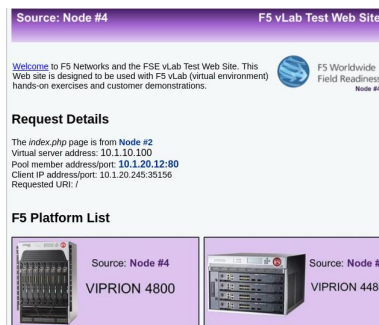 Source: Node #4
F5 vLab Test Web Site
Welcome to F5 Networks and the FSE vLab Test Web Site. This
Web site is designed to be used with F5 vLab (virtual environment)
hands-on exercises and customer demonstrations.
F5 Worldwide
Field Readiness
Node #4
Request Details
The index.php page is from Node #2
Virtual server address: 10.1.10.100
Pool member address/port: 10.1.20.12:80
Client IP address/port: 10.1.20.245:35156
Requested URI: /
F5 Platform List
Source: Node #4
VIPRION 4800
Source: Node #
VIPRION 448